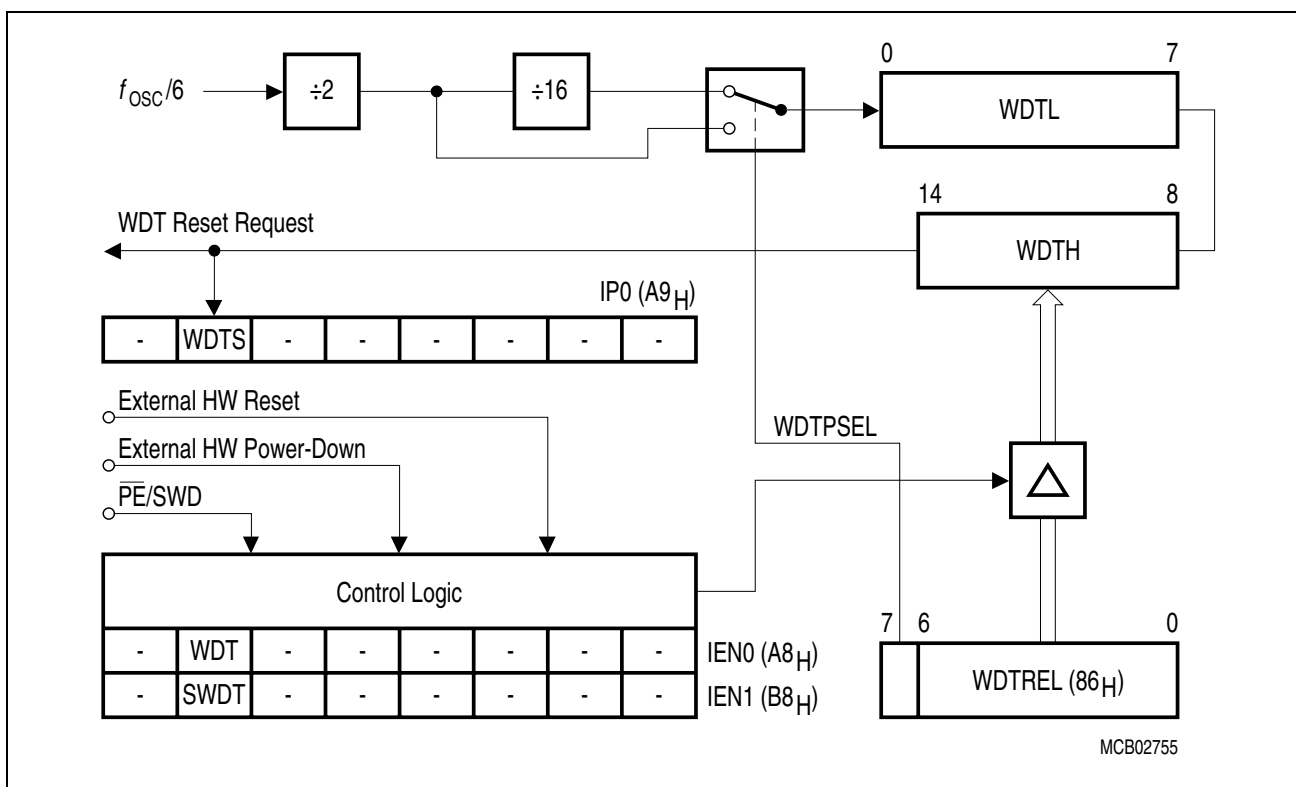 fOSC/6
÷2
÷16
0 7
WDTL
14 8
WDTH
WDT Reset Request
IP0 (A9H)
- WDTS - - - - - -
External HW Reset
External HW Power-Down
PE/SWD
WDTPSEL
Control Logic
- WDT - - - - - -
IEN0 (A8H)
- SWDT - - - - - -
IEN1 (B8H)
7 6 0
WDTREL (86H)
MCB02755